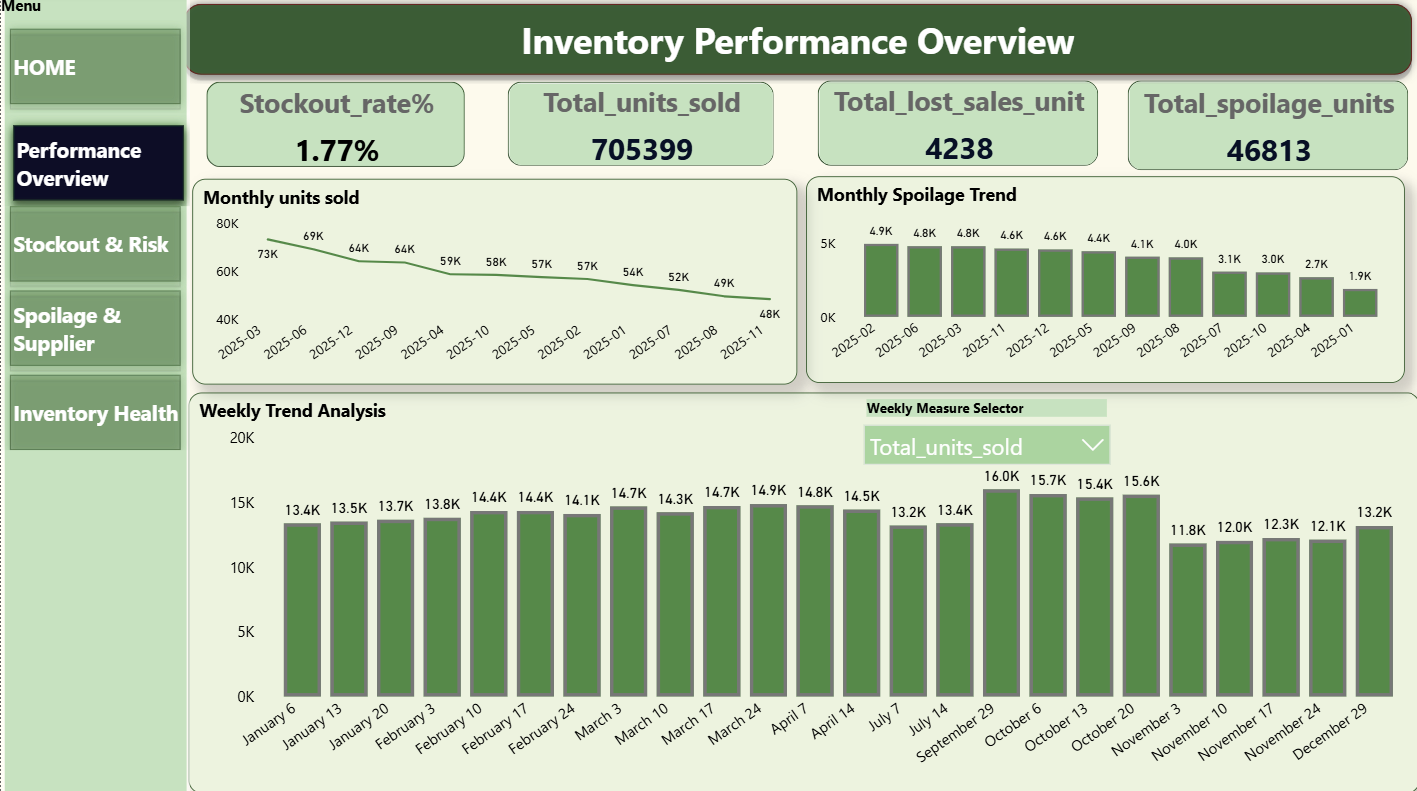 Menu
HOME
Performance
Overview
Stockout & Risk
Spoilage &
Supplier
Inventory Health
Inventory Performance Overview
Stockout_rate%
1.77%
Total_units_sold
705399
Total_lost_sales_unit
4238
Total_spoilage_units
46813
Monthly units sold
80K
60K
40K
73K 69K 64K 64K 59K 58K 57K 57K 54K 52K 49K 48K
2025-03 2025-06 2025-12 2025-09 2025-04 2025-10 2025-05 2025-02 2025-01 2025-07 2025-08 2025-11
Monthly Spoilage Trend
5K
0K
4.9K 4.8K 4.8K 4.6K 4.6K 4.4K 4.1K 4.0K 3.1K 3.0K 2.7K 1.9K
2025-02 2025-06 2025-03 2025-11 2025-12 2025-05 2025-09 2025-08 2025-07 2025-10 2025-04 2025-01
Weekly Trend Analysis
Weekly Measure Selector
Total_units_sold
20K
15K
10K
5K
0K
13.4K 13.5K 13.7K 13.8K 14.4K 14.4K 14.1K 14.7K 14.3K 14.7K 14.9K 14.8K 14.5K 13.2K 13.4K 16.0K 15.7K 15.4K 15.6K 11.8K 12.0K 12.3K 12.1K 13.2K
January 6 January 13 January 20 February 3 February 10 February 17 February 24 March 3 March 10 March 17 March 24 April 7 April 14 July 7 July 14 September 29 October 6 October 13 October 20 November 3 November 10 November 17 November 24 December 29